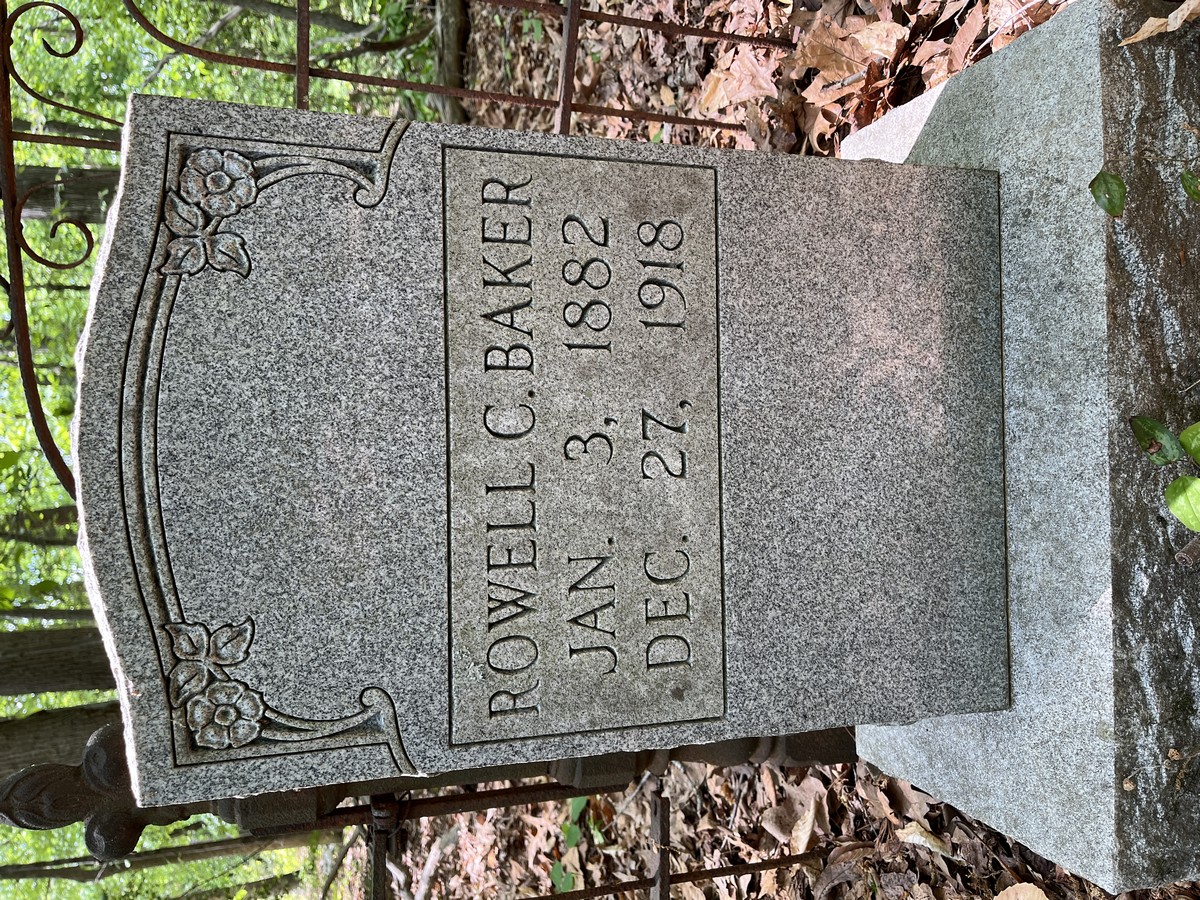 ROWELL C. BAKER
JAN. 3, 1882
DEC. 27, 1918